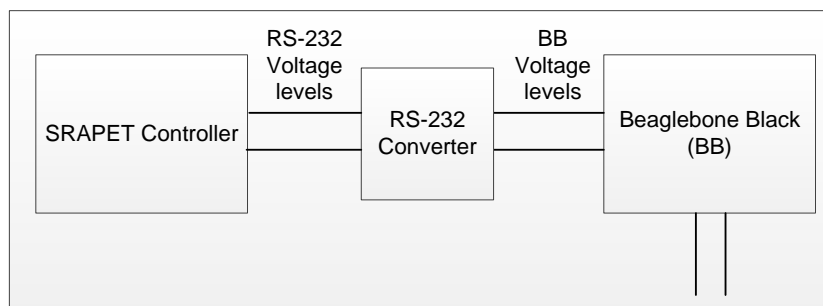 RS-232
Voltage
levels
BB
Voltage
levels
SRAPET Controller
RS-232
Converter
Beaglebone Black
(BB)